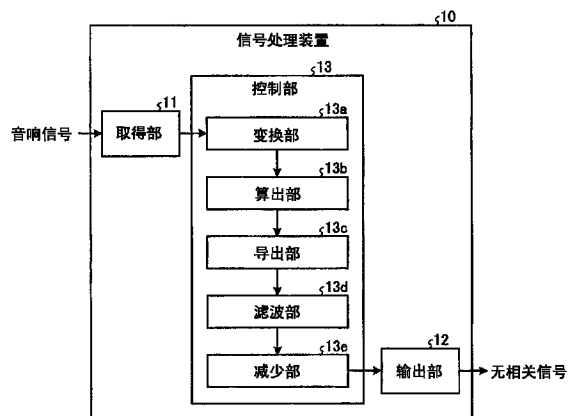 10
信号处理装置
13
控制部
11
13a
音响信号
取得部
变换部
13b
算出部
13c
导出部
13d
滤波部
13e
12
减少部
输出部
无相关信号